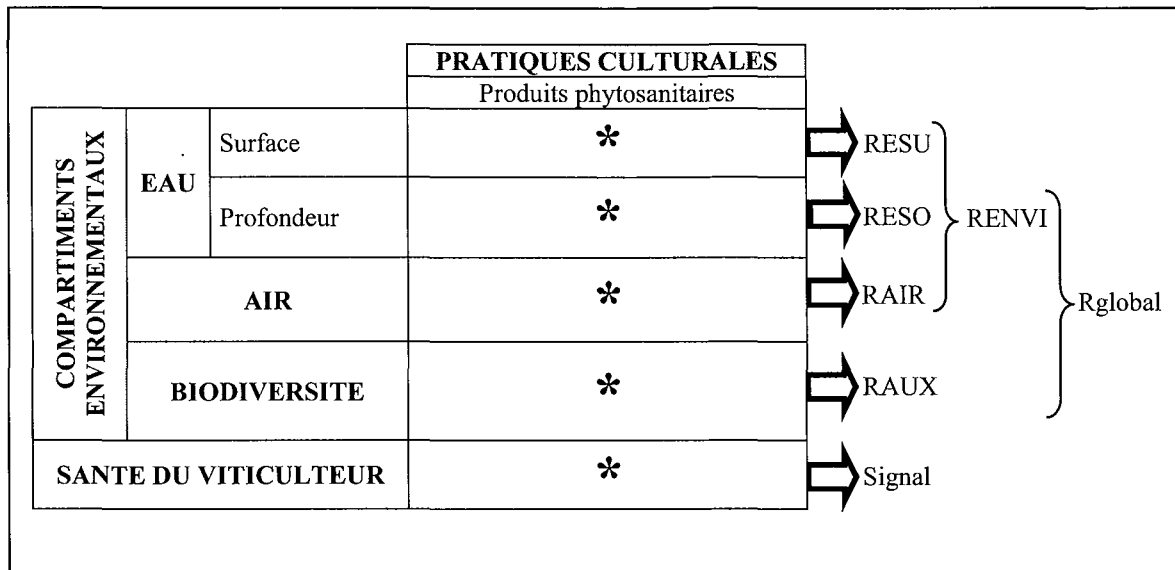 PRATIQUES CULTURALES
Produits phytosanitaires
COMPARTIMENTS
ENVIRONNEMENTAUX
EAU
Surface
*
RESU
Profondeur
*
RESO
RENVI
AIR
*
RAIR
Rglobal
BIODIVERSITE
*
RAUX
SANTE DU VITICULTEUR
*
Signal